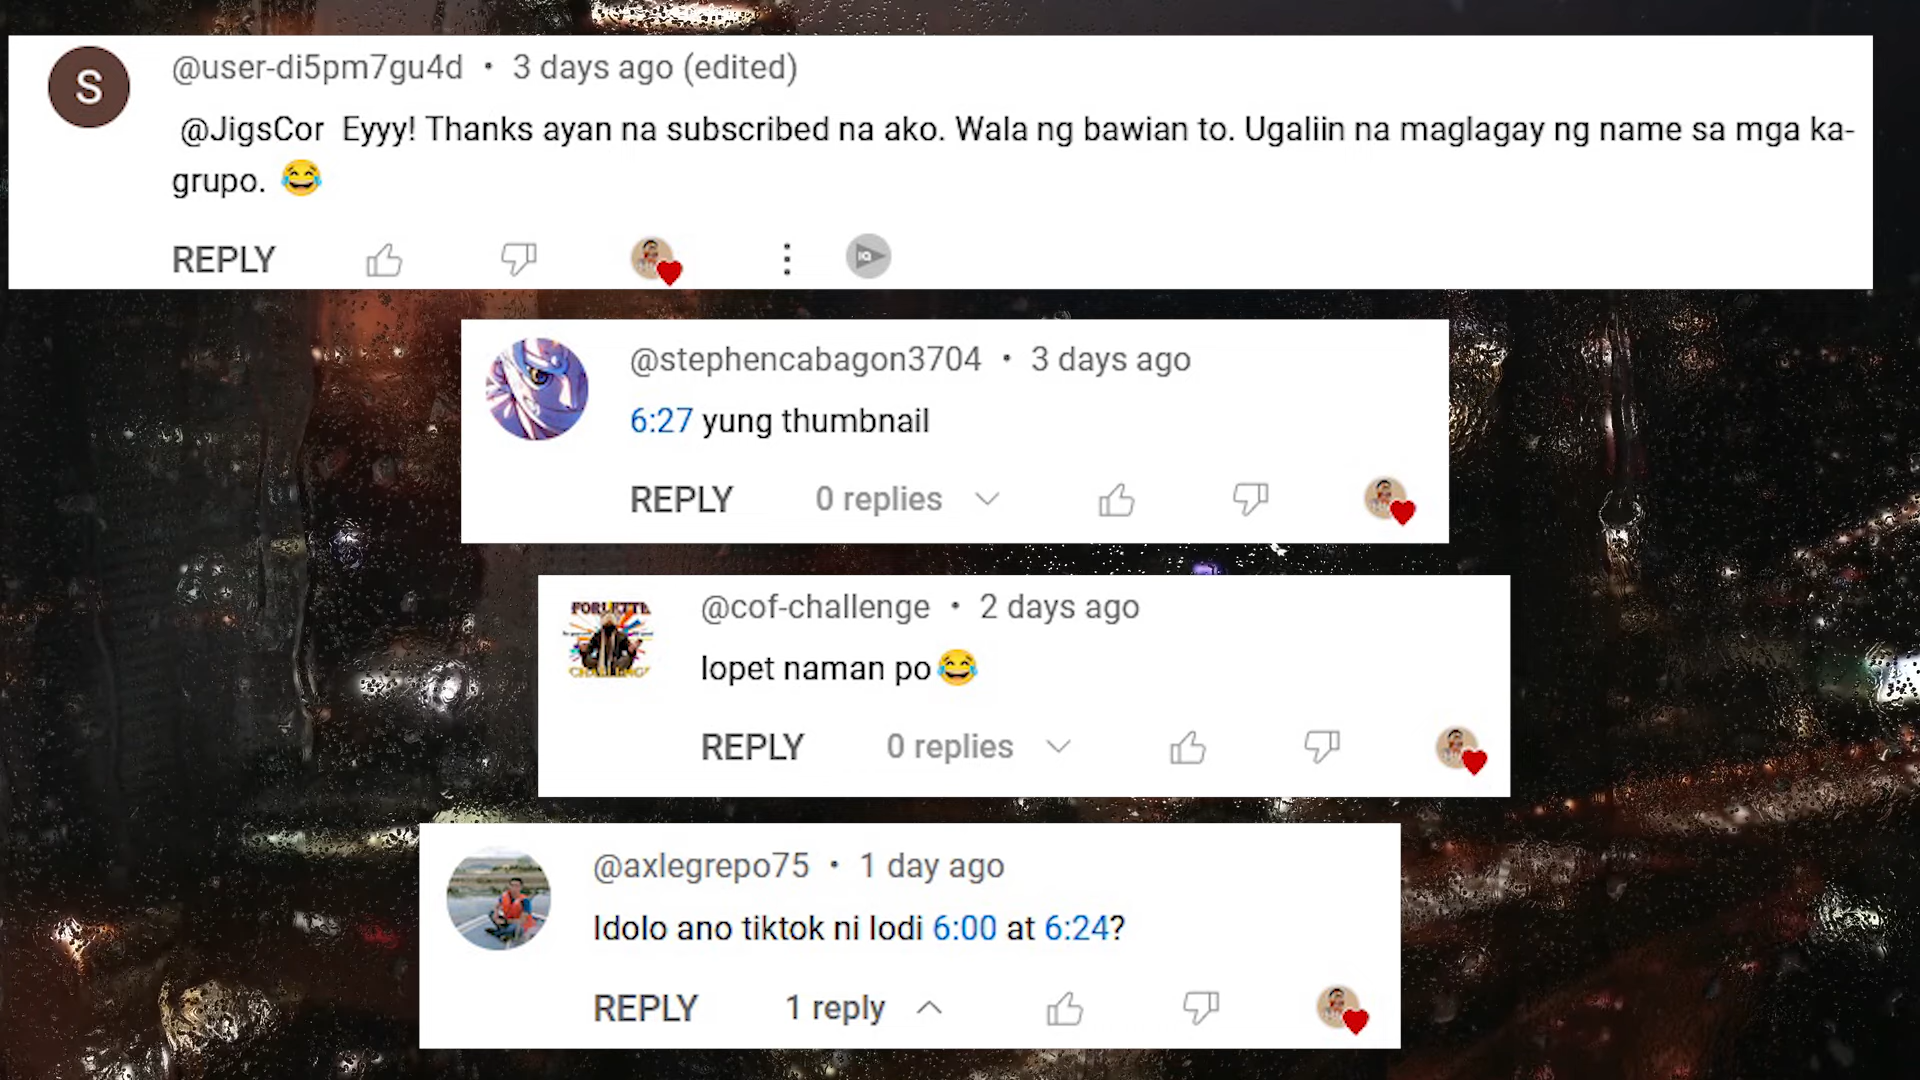 S
@user-di5pm7gu4d • 3 days ago (edited)
@JigsCor Eyyy! Thanks ayan na subscribed na ako. Wala ng bawian to. Ugaliin na maglagay ng name sa mga ka-
grupo. 😂
REPLY
IQ
@stephencabagon3704 • 3 days ago
6:27 yung thumbnail
REPLY 0 replies
FORLETTE
CHALLENGE
@cof-challenge • 2 days ago
lopet naman po😂
REPLY 0 replies
@axlegrepo75 • 1 day ago
Idolo ano tiktok ni lodi 6:00 at 6:24?
REPLY 1 reply